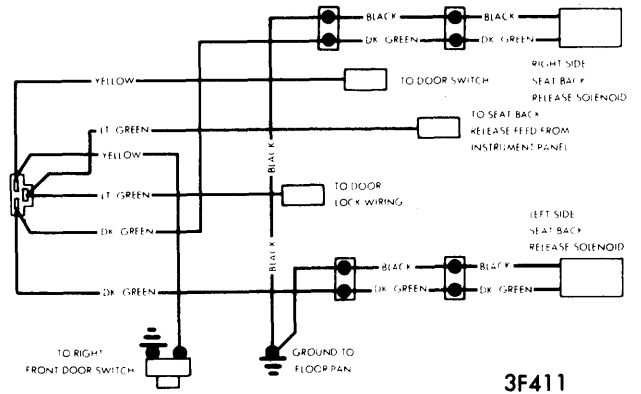 BLACK BLACK
DK GREEN DK GREEN
RIGHT SIDE
SEAT BACK
RELEASE SOLENOID
YELLOW
TO DOOR SWITCH
TO SEAT BACK
RELEASE FEED FROM
INSTRUMENT PANEL
LT GREEN
YELLOW
BLACK
LT GREEN
TO DOOR
LOCK WIRING
DK GREEN
LEFT SIDE
SEAT BACK
RELEASE SOLENOID
BLACK
BLACK BLACK
DK GREEN DK GREEN DK GREEN
TO RIGHT
FRONT DOOR SWITCH
GROUND TO
FLOOR PAN
3F411